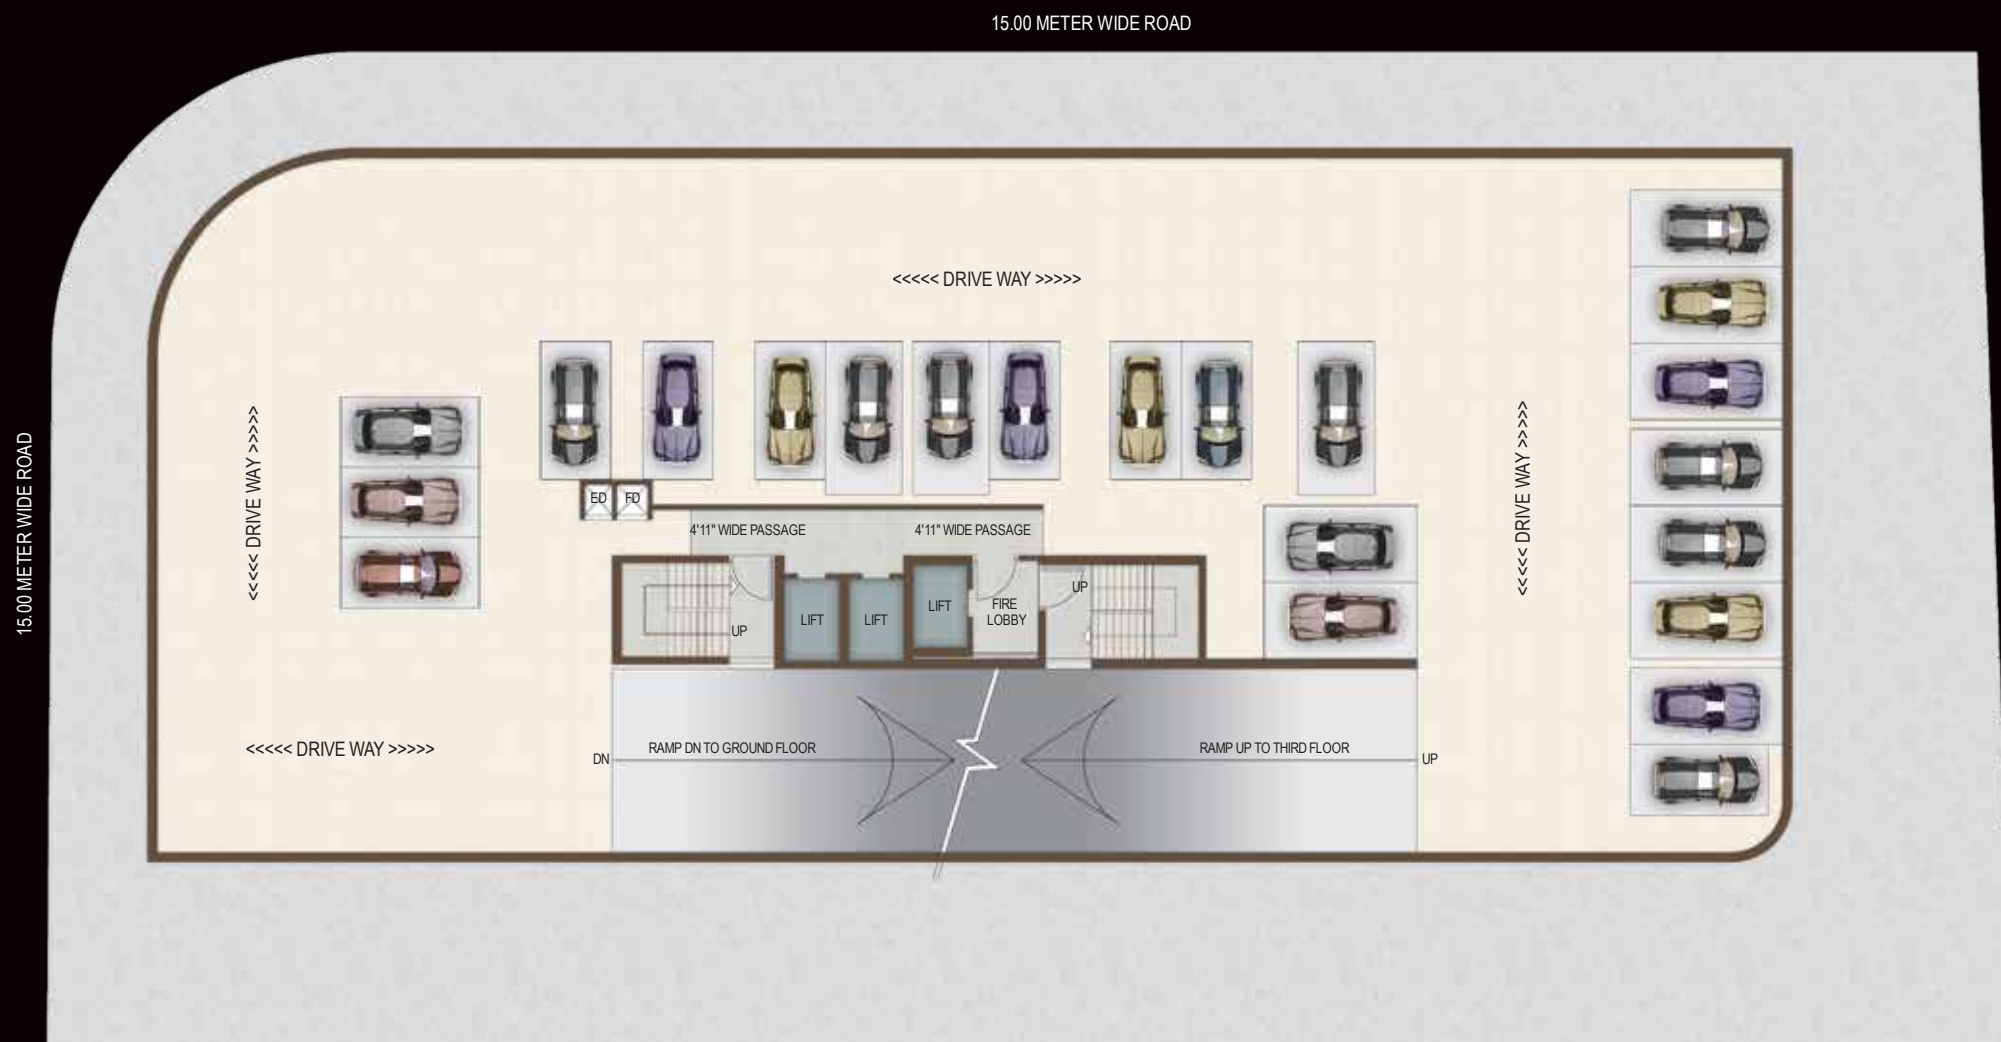 15.00 METER WIDE ROAD
15.00 METER WIDE ROAD
<<<<< DRIVE WAY >>>>>
<<<<< DRIVE WAY >>>>>
<<<<< DRIVE WAY >>>>>
ED
FD
4'11" WIDE PASSAGE
4'11" WIDE PASSAGE
UP
LIFT
LIFT
LIFT
FIRE
LOBBY
UP
<<<<< DRIVE WAY >>>>>
DN
RAMP DN TO GROUND FLOOR
RAMP UP TO THIRD FLOOR
UP